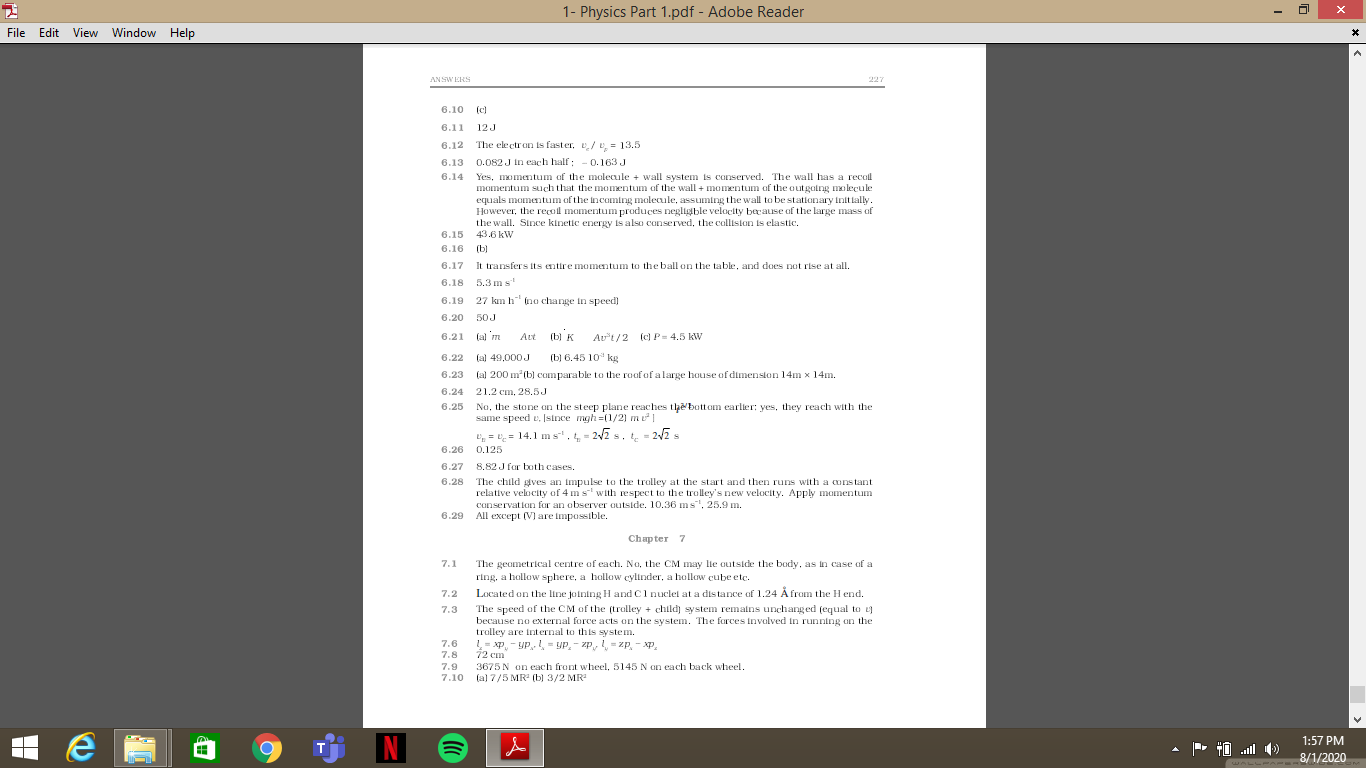 1- Physics Part 1.pdf - Adobe Reader
File Edit View Window Help
ANSWERS 227
6.10 (c)
6.11 12 J
6.12 The electron is faster, vₑ / vₚ = 13.5
6.13 0.082 J in each half ; – 0.163 J
6.14 Yes, momentum of the molecule + wall system is conserved. The wall has a recoil
momentum such that the momentum of the wall + momentum of the outgoing molecule
equals momentum of the incoming molecule, assuming the wall to be stationary initially.
However, the recoil momentum produces negligible velocity because of the large mass of
the wall. Since kinetic energy is also conserved, the collision is elastic.
6.15 43.6 kW
6.16 (b)
6.17 It transfers its entire momentum to the ball on the table, and does not rise at all.
6.18 5.3 m s⁻¹
6.19 27 km h⁻¹ (no change in speed)
6.20 50 J
6.21 (a) ṁ Avt (b) K̇ Av³t / 2 (c) P = 4.5 kW
6.22 (a) 49,000 J (b) 6.45 10⁻³ kg
6.23 (a) 200 m² (b) comparable to the roof of a large house of dimension 14m × 14m.
6.24 21.2 cm, 28.5 J
6.25 No, the stone on the steep plane reaches the bottom earlier; yes, they reach with the
same speed v, [since mgh =(1/2) m v² ]
v_B = v_C = 14.1 m s⁻¹ , t_B = 2√2 s , t_C = 2√2 s
6.26 0.125
6.27 8.82 J for both cases.
6.28 The child gives an impulse to the trolley at the start and then runs with a constant
relative velocity of 4 m s⁻¹ with respect to the trolley's new velocity. Apply momentum
conservation for an observer outside. 10.36 m s⁻¹, 25.9 m.
6.29 All except (V) are impossible.
Chapter 7
7.1 The geometrical centre of each. No, the CM may lie outside the body, as in case of a
ring, a hollow sphere, a hollow cylinder, a hollow cube etc.
7.2 Located on the line joining H and C1 nuclei at a distance of 1.24 Å from the H end.
7.3 The speed of the CM of the (trolley + child) system remains unchanged (equal to v)
because no external force acts on the system. The forces involved in running on the
trolley are internal to this system.
7.6 l_z = xp_y – yp_x, l_x = yp_z – zp_y, l_y = zp_x – xp_z
7.8 72 cm
7.9 3675 N on each front wheel, 5145 N on each back wheel.
7.10 (a) 7/5 MR² (b) 3/2 MR²
1:57 PM
8/1/2020